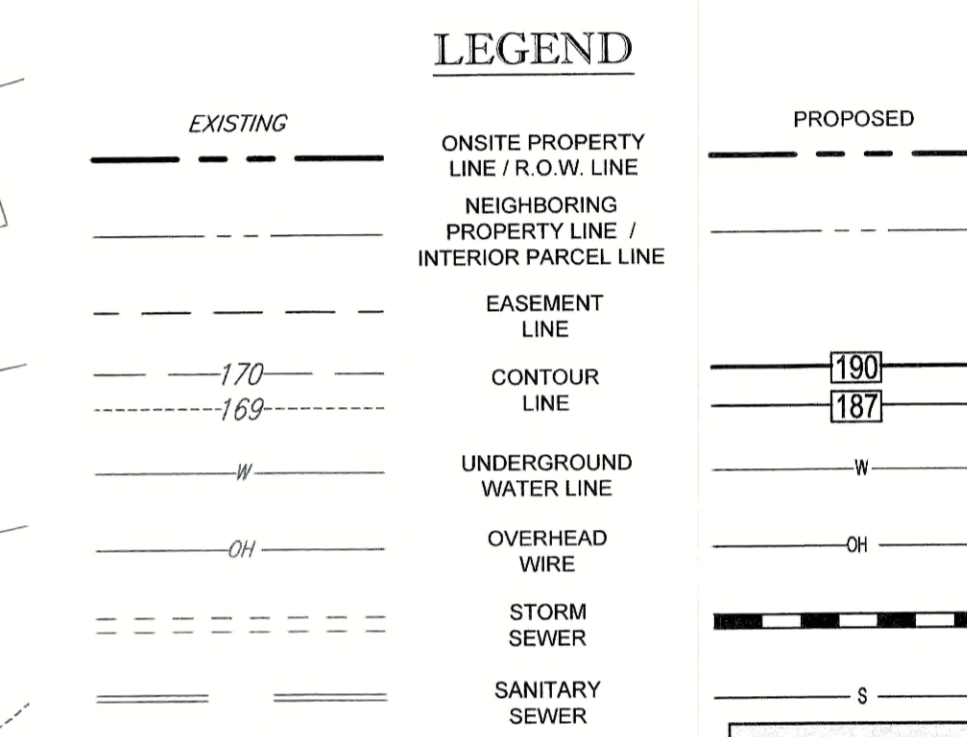 LEGEND
EXISTING
PROPOSED
ONSITE PROPERTY
LINE / R.O.W. LINE
NEIGHBORING
PROPERTY LINE /
INTERIOR PARCEL LINE
EASEMENT
LINE
170
CONTOUR
LINE
190
169
187
W
UNDERGROUND
WATER LINE
W
OH
OVERHEAD
WIRE
OH
STORM
SEWER
SANITARY
SEWER
S